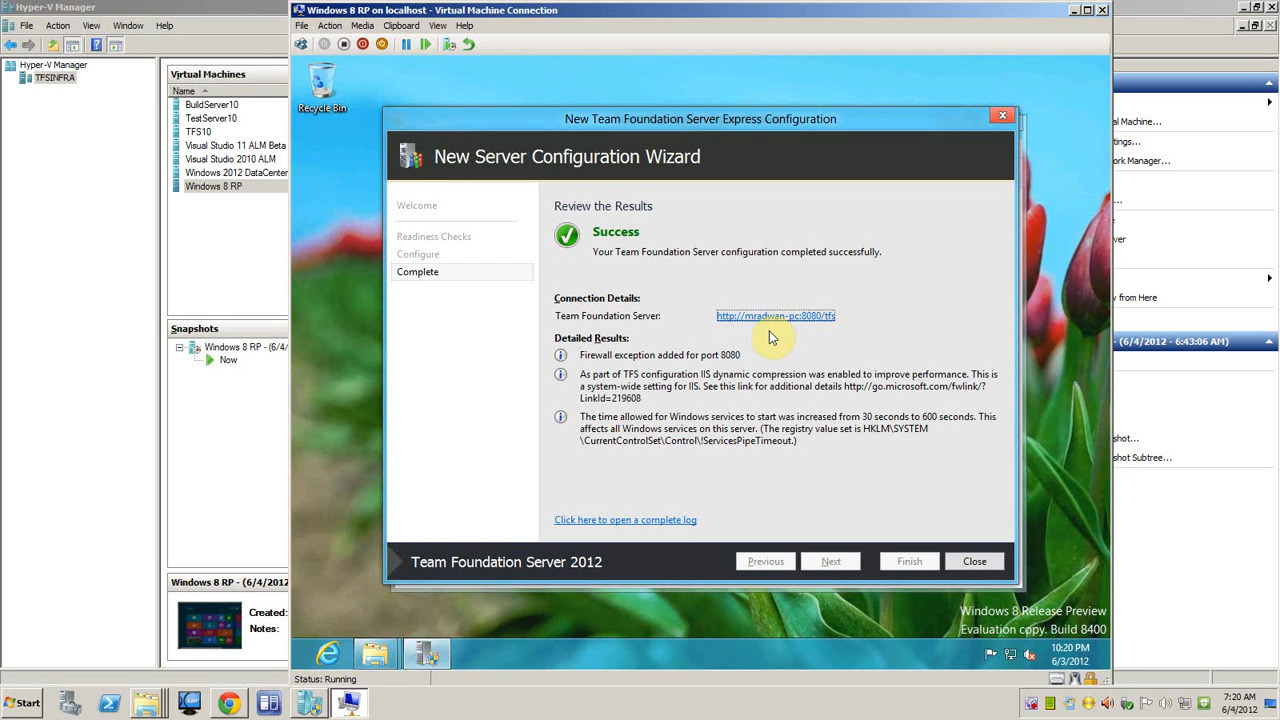 Hyper-V Manager
File Action View Window Help
Hyper-V Manager
TFSINFRA
Virtual Machines
Name
BuildServer10
TestServer10
TFS10
Visual Studio 11 ALM Beta
Visual Studio 2010 ALM
Windows 2012 DataCenter
Windows 8 RP
Snapshots
Windows 8 RP - (6/4/
Now
Windows 8 RP - (6/4/2012
Created:
Notes:
Windows 8 RP on localhost - Virtual Machine Connection
File Action Media Clipboard View Help
Recycle Bin
New Team Foundation Server Express Configuration
New Server Configuration Wizard
Welcome
Readiness Checks
Configure
Complete
Review the Results
Success
Your Team Foundation Server configuration completed successfully.
Connection Details:
Team Foundation Server: http://mradwan-pc:8080/tfs
Detailed Results:
Firewall exception added for port 8080
As part of TFS configuration IIS dynamic compression was enabled to improve performance. This is
a system-wide setting for IIS. See this link for additional details http://go.microsoft.com/fwlink/?
LinkId=219608
The time allowed for Windows services to start was increased from 30 seconds to 600 seconds. This
affects all Windows services on this server. (The registry value set is HKLM\SYSTEM
\CurrentControlSet\Control\!ServicesPipeTimeout.)
Click here to open a complete log
Team Foundation Server 2012
Previous Next Finish Close
Windows 8 Release Preview
Evaluation copy. Build 8400
10:20 PM
6/3/2012
Status: Running
Machine...
tings...
work Manager...
er
from Here
- (6/4/2012 - 6:43:06 AM)
shot...
shot Subtree...
Start
7:20 AM
6/4/2012